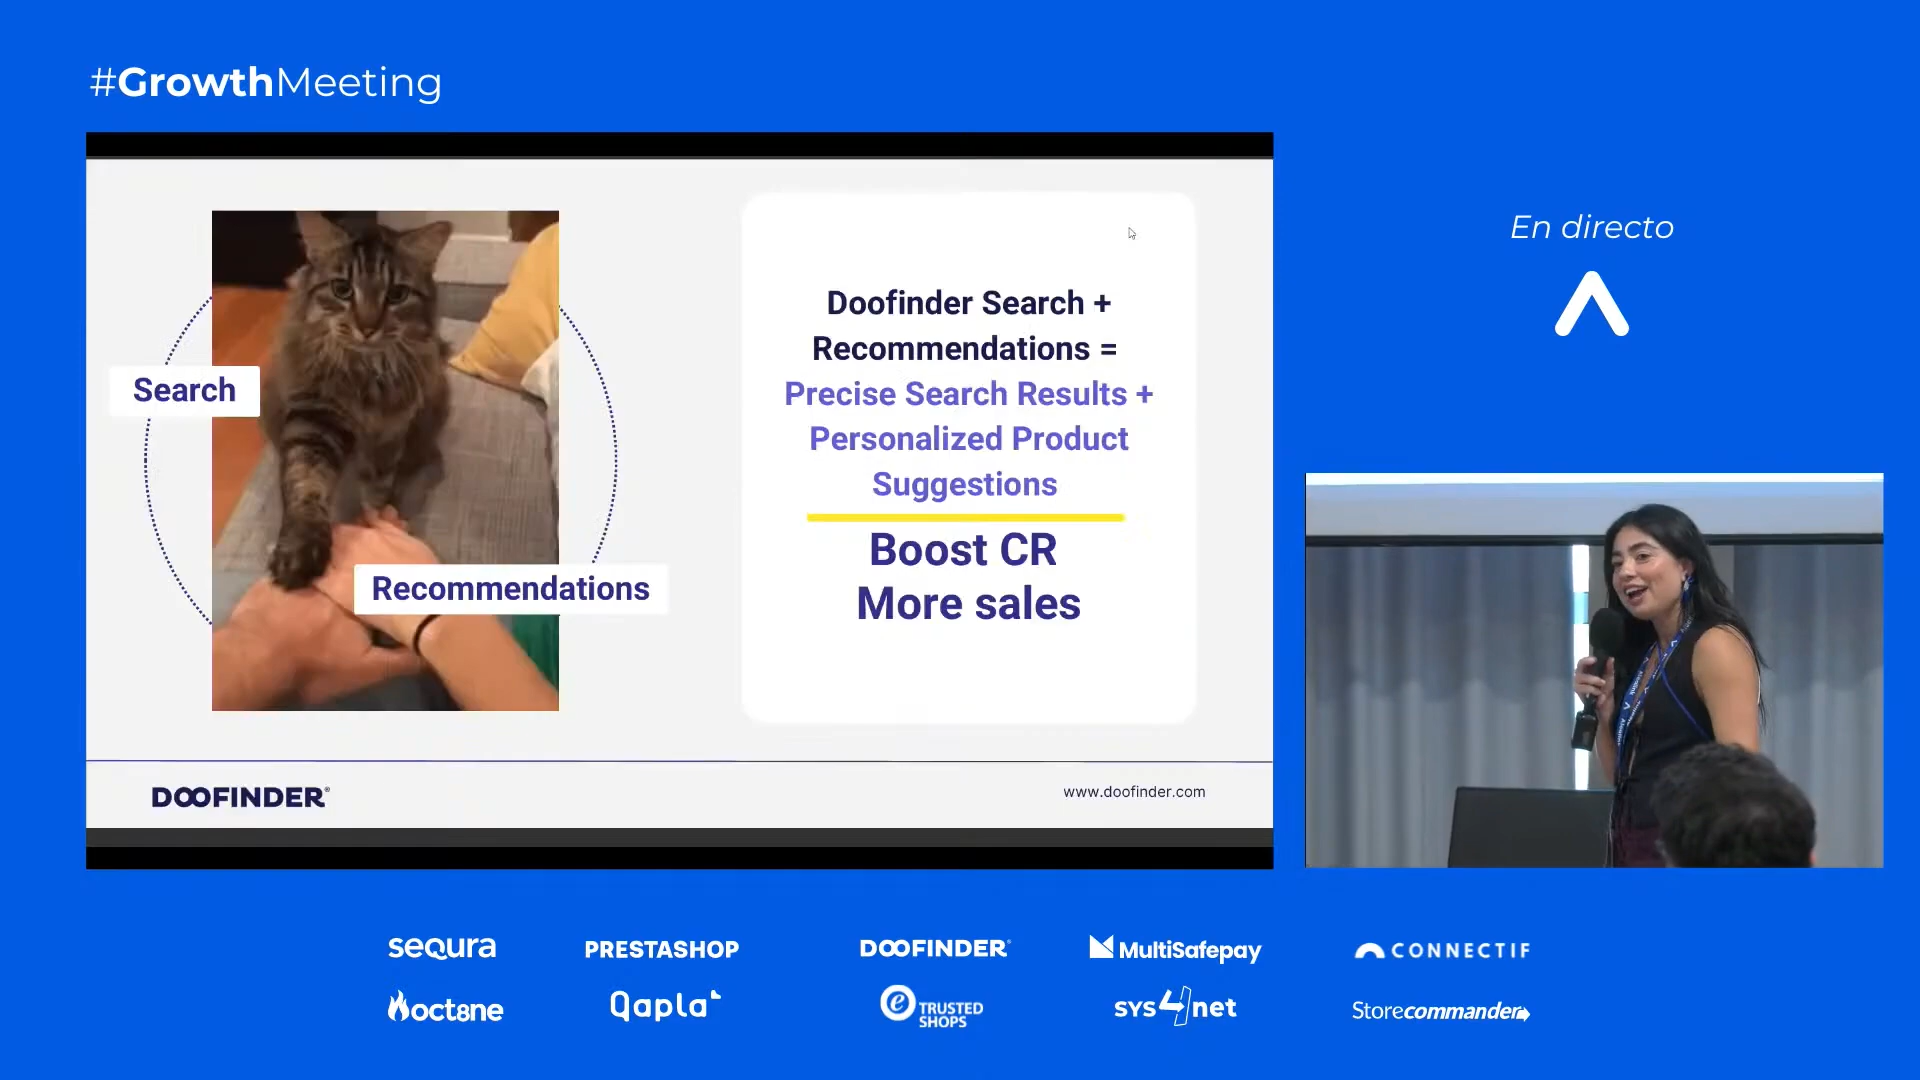 #GrowthMeeting
Search
Recommendations
Doofinder Search +
Recommendations =
Precise Search Results +
Personalized Product
Suggestions
Boost CR
More sales
DOOFINDER®
www.doofinder.com
En directo
seQura
PRESTASHOP
DOOFINDER®
MultiSafepay
CONNECTIF
oct8ne
Qapla'
e TRUSTED
SHOPS
sys4net
Storecommander